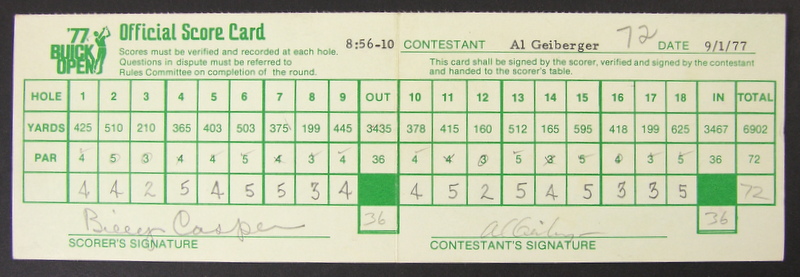 '77 BUICK OPEN
Official Score Card
Scores must be verified and recorded at each hole.
Questions in dispute must be referred to
Rules Committee on completion of the round.
8:56-10 CONTESTANT Al Geiberger 72 DATE 9/1/77
This card shall be signed by the scorer, verified and signed by the contestant
and handed to the scorer's table.
HOLE 1 2 3 4 5 6 7 8 9 OUT 10 11 12 13 14 15 16 17 18 IN TOTAL
YARDS 425 510 210 365 403 503 375 199 445 3435 378 415 160 512 165 595 418 199 625 3467 6902
PAR 4 5 3 4 4 5 4 3 4 36 4 4 3 5 3 5 4 3 5 36 72
4 4 2 5 4 5 5 3 4 4 5 2 5 4 5 3 3 5 72
Billy Casper 36 Al Geiberger 36
SCORER'S SIGNATURE CONTESTANT'S SIGNATURE